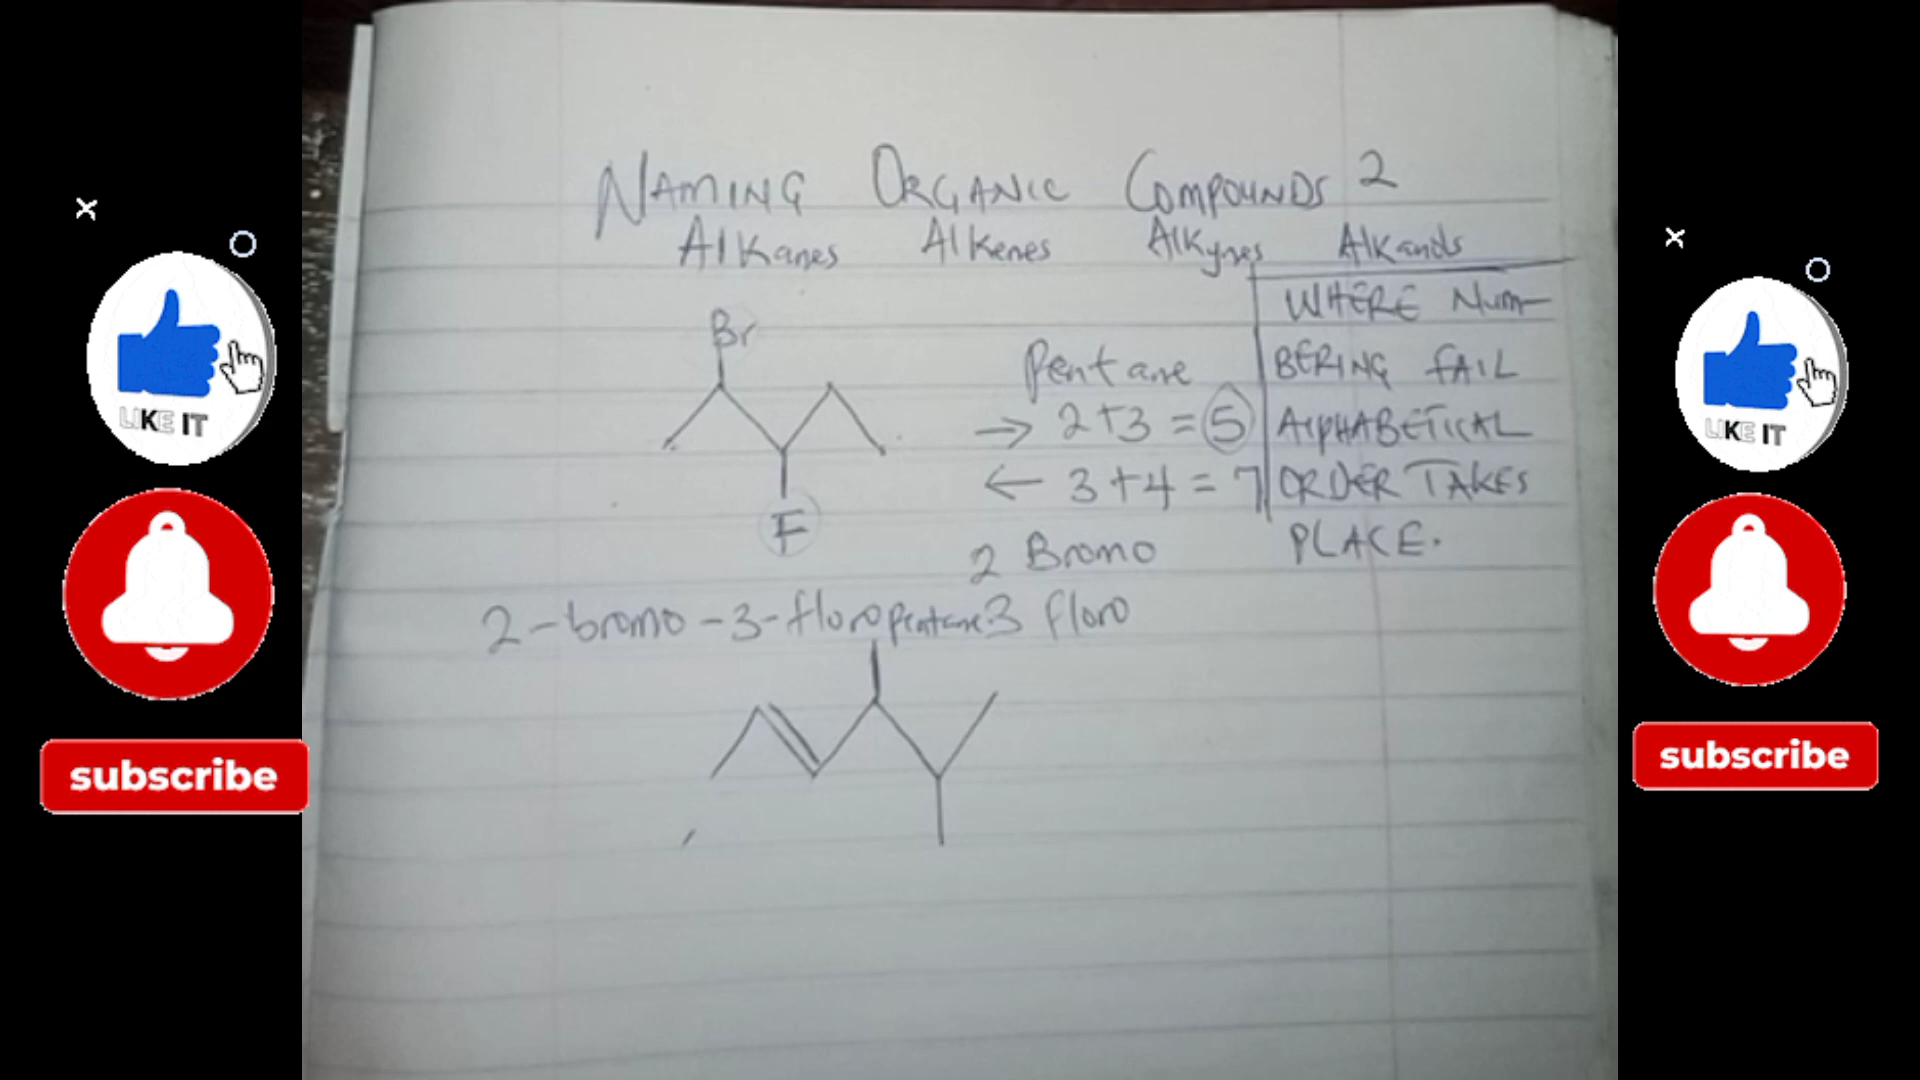 NAMING ORGANIC COMPOUNDS 2
Alkanes Alkenes Alkynes Alkanols
WHERE NUM-
BERING FAIL
ALPHABETICAL
ORDER TAKES
PLACE.
Br
F
Pentane
→ 2+3 = 5
← 3+4 = 7
2 Bromo
3 floro
2-bromo-3-floropentane
LIKE IT
subscribe
LIKE IT
subscribe